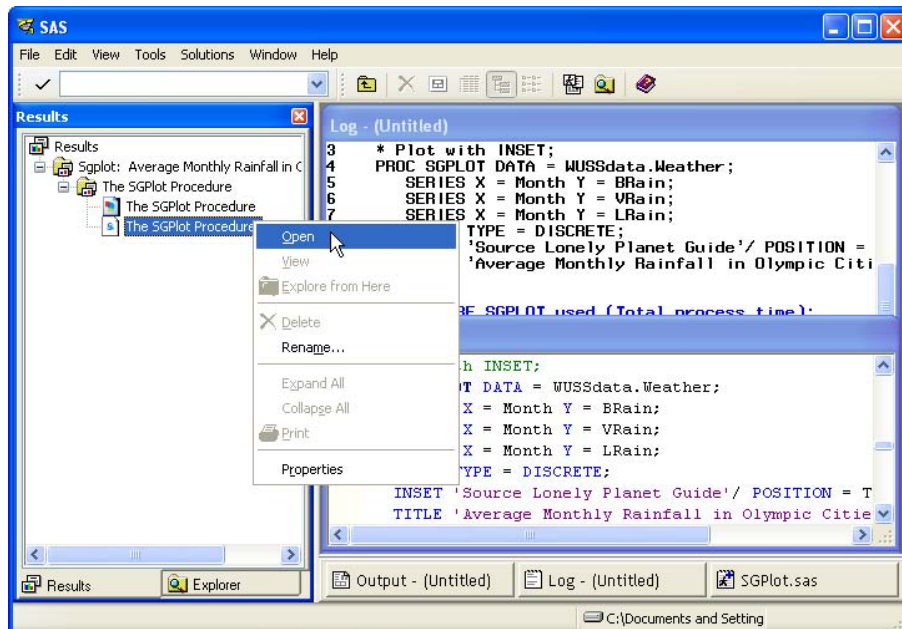 SAS
File Edit View Tools Solutions Window Help
Results
Results
Sgplot: Average Monthly Rainfall in
The SGPlot Procedure
The SGPlot Procedure
The SGPlot Procedure
Open
View
Explore from Here
Delete
Rename...
Expand All
Collapse All
Print
Properties
Results
Explorer
Log - (Untitled)
3 * Plot with INSET;
4 PROC SGPLOT DATA = WUSSdata.Weather;
5 SERIES X = Month Y = BRain;
6 SERIES X = Month Y = VRain;
7 SERIES X = Month Y = LRain;
TYPE = DISCRETE;
'Source Lonely Planet Guide'/ POSITION =
'Average Monthly Rainfall in Olympic Citi
SGPLOT used (Total process time):
h INSET;
T DATA = WUSSdata.Weather;
X = Month Y = BRain;
X = Month Y = VRain;
X = Month Y = LRain;
YPE = DISCRETE;
INSET 'Source Lonely Planet Guide'/ POSITION = T
TITLE 'Average Monthly Rainfall in Olympic Citie
Output - (Untitled)
Log - (Untitled)
SGPlot.sas
C:\Documents and Setting